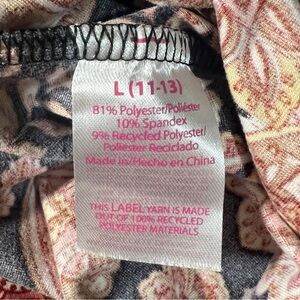 L (11-13)
81% Polyester/Poliéster
10% Spandex
9% Recycled Polyester/
Poliéster Reciclado
Made in/Hecho en China
THIS LABEL YARN IS MADE
OUT OF 100% RECYCLED
POLYESTER MATERIALS